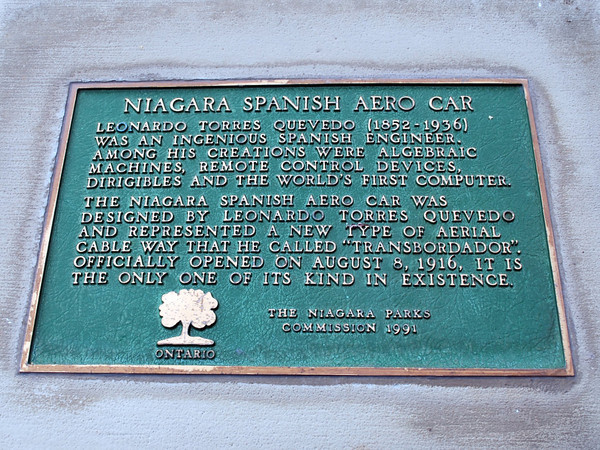 NIAGARA SPANISH AERO CAR
LEONARDO TORRES QUEVEDO (1852-1936)
WAS AN INGENIOUS SPANISH ENGINEER.
AMONG HIS CREATIONS WERE ALGEBRAIC
MACHINES, REMOTE CONTROL DEVICES,
DIRIGIBLES AND THE WORLD'S FIRST COMPUTER.
THE NIAGARA SPANISH AERO CAR WAS
DESIGNED BY LEONARDO TORRES QUEVEDO
AND REPRESENTED A NEW TYPE OF AERIAL
CABLE WAY THAT HE CALLED "TRANSBORDADOR".
OFFICIALLY OPENED ON AUGUST 8, 1916, IT IS
THE ONLY ONE OF ITS KIND IN EXISTENCE.
THE NIAGARA PARKS
COMMISSION 1991
ONTARIO